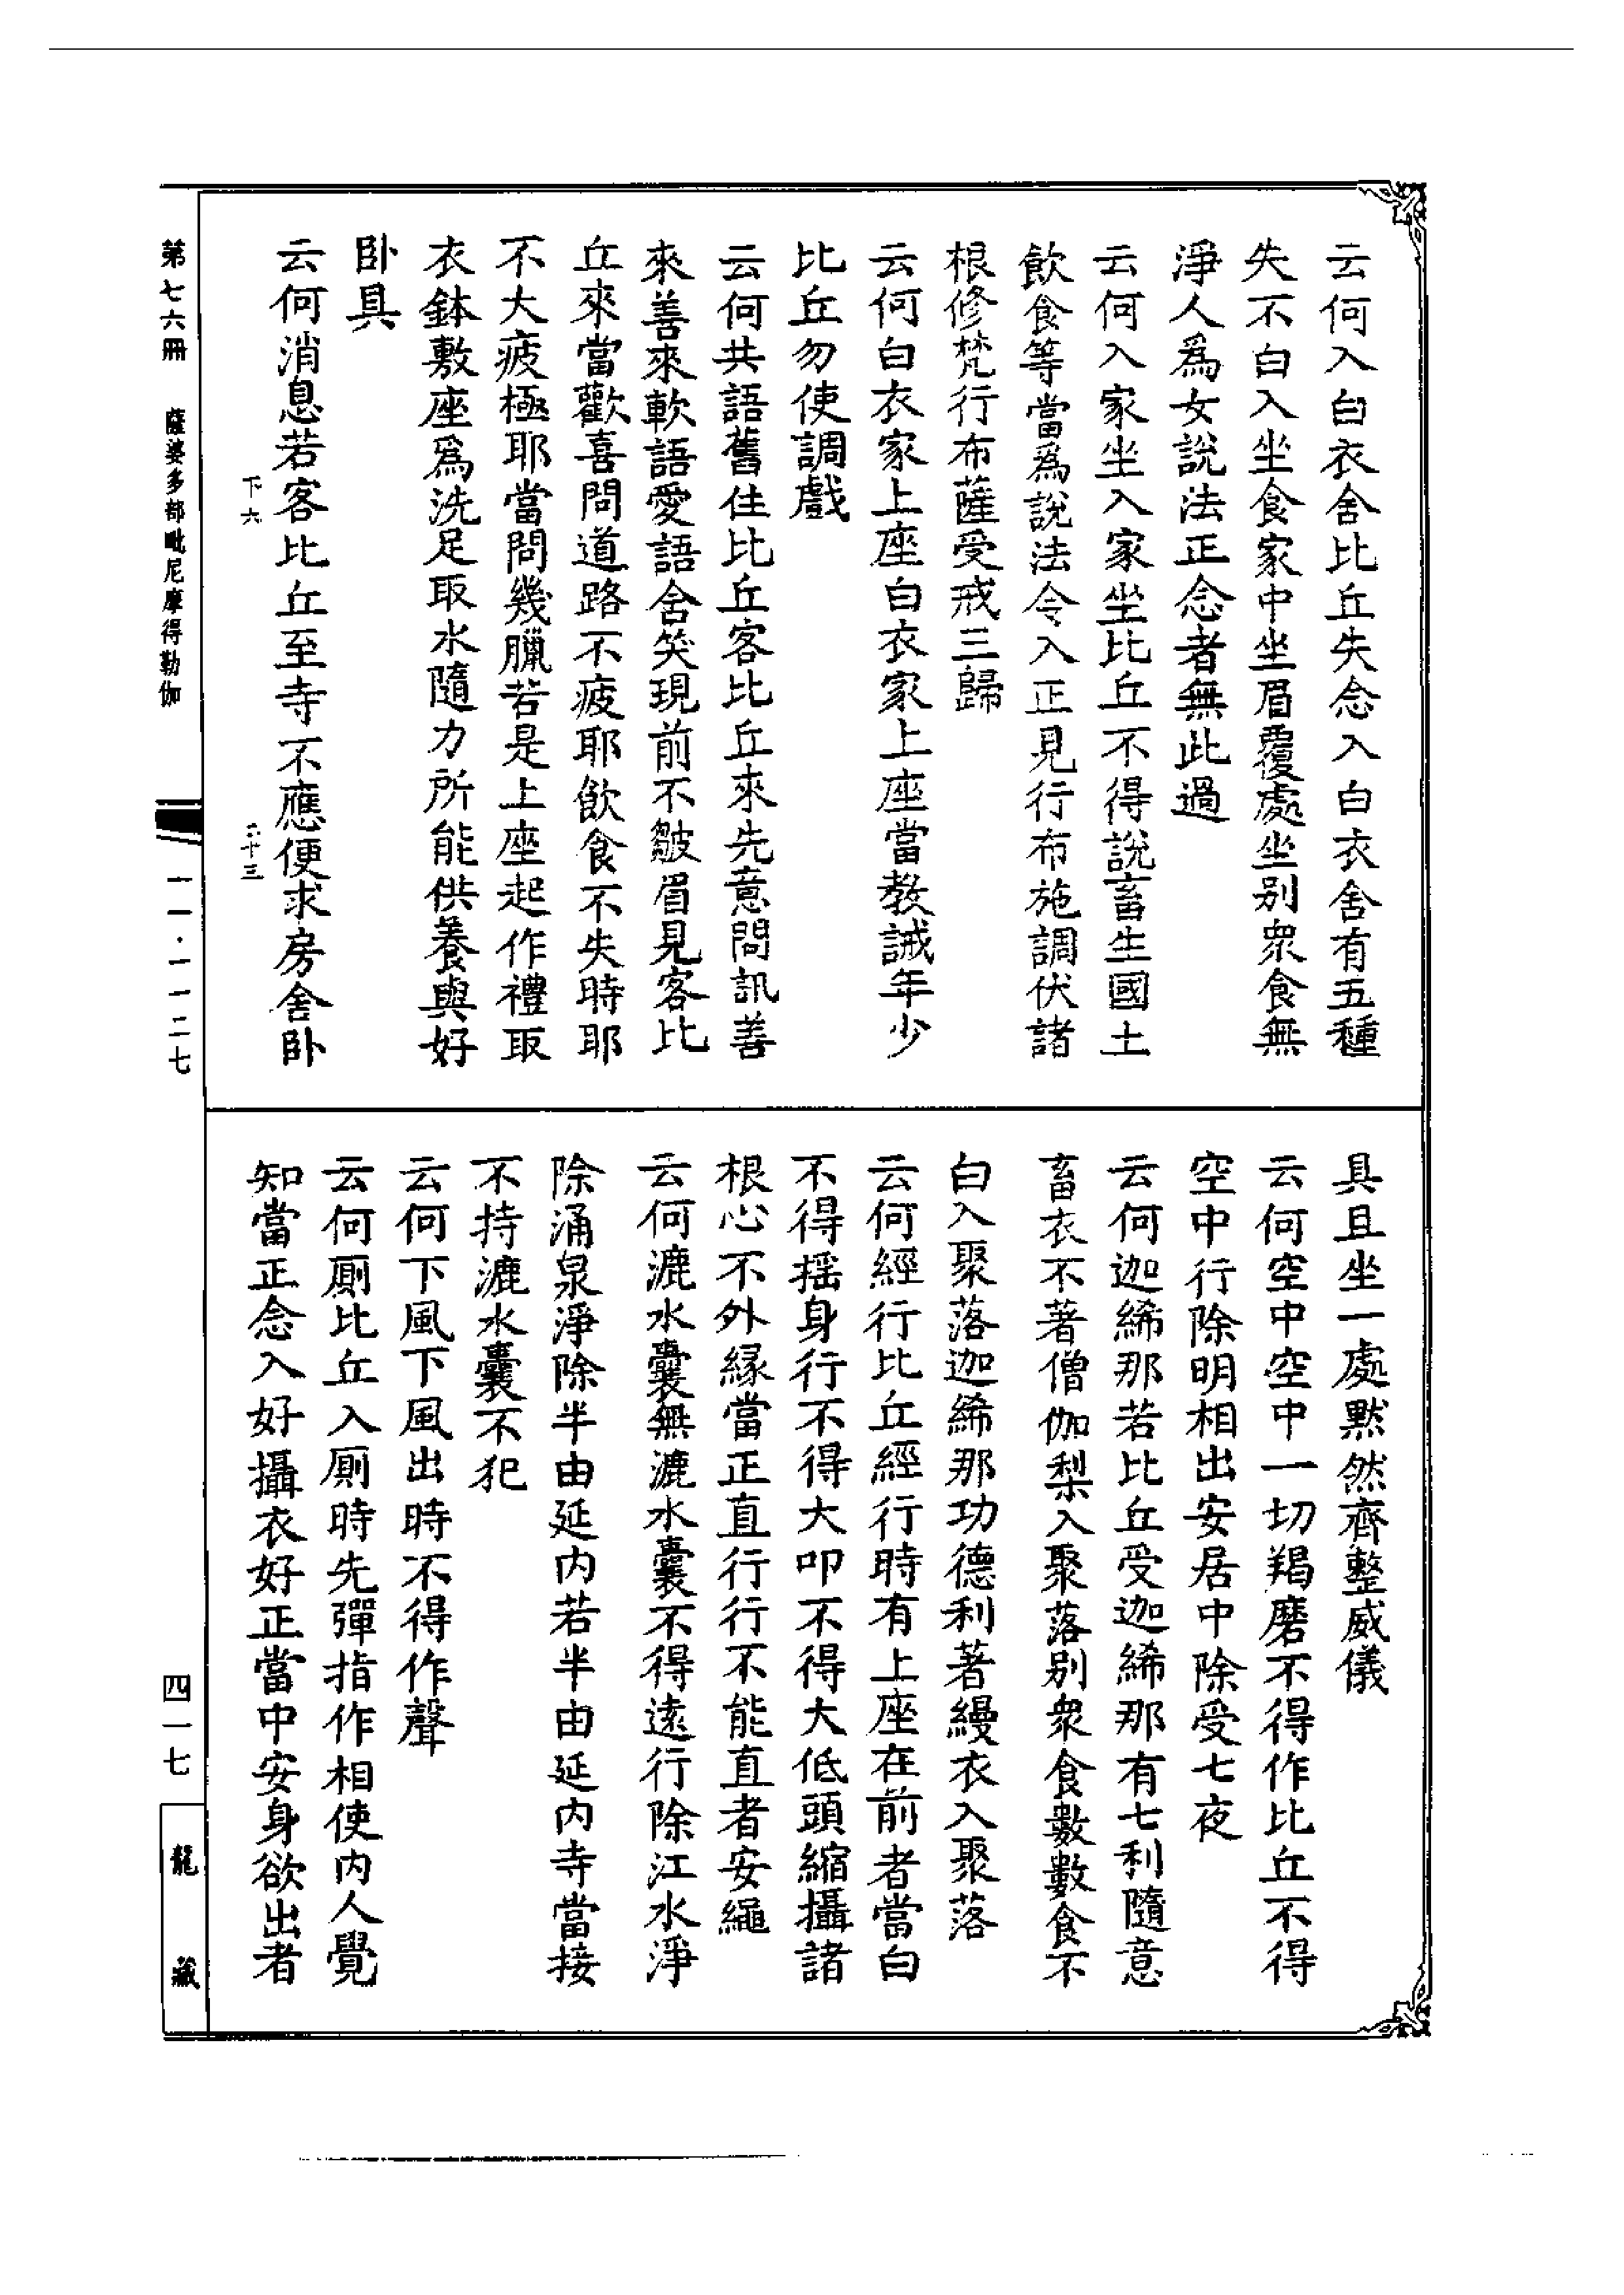 云何入白衣舍比丘失念入白衣舍有五種
失不白入坐食家中坐眉覆處坐别衆食無
淨人爲女說法正念者無此過
云何入家坐入家坐比丘不得說畜生國土
飲食等當爲說法令入正見行布施調伏諸
根修梵行布薩受戒三歸
云何白衣家上座白衣家上座當教誡年少
比丘勿使調戲
云何共語舊住比丘客比丘來先意問訊善
來善來軟語愛語舍笑現前不皺眉見客比
丘來當歡喜問道路不疲耶飲食不失時耶
不大疲極耶當問幾臘若是上座起作禮取
衣鉢敷座爲洗足取水隨力所能供養與好
卧具
云何消息若客比丘至寺不應便求房舍卧
下六
二十三
具且坐一處默然齊整威儀
云何空中空中一切羯磨不得作比丘不得
空中行除明相出安居中除受七夜
云何迦絺那若比丘受迦絺那有七利隨意
畜衣不著僧伽梨入聚落别衆食數數食不
白入聚落迦絺那功德利著縵衣入聚落
云何經行比丘經行時有上座在前者當白
不得摇身行不得大叩不得大低頭縮攝諸
根心不外緣當正直行行不能直者安繩
云何漉水囊無漉水囊不得遠行除江水淨
除涌泉淨除半由延内若半由延内寺當接
不持漉水囊不犯
云何下風下風出時不得作聲
云何厠比丘入厠時先彈指作相使内人覺
知當正念入好攝衣好正當中安身欲出者
第七六冊
薩婆多部毗尼摩得勒伽
一一·一一二七
四一七
龍藏